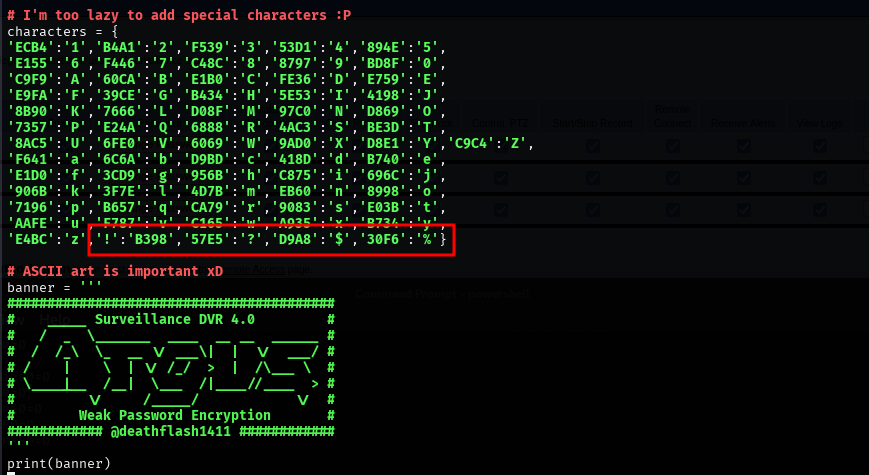 # I'm too lazy to add special characters :P
characters = {
'ECB4':'1','B4A1':'2','F539':'3','53D1':'4','894E':'5',
'E155':'6','F446':'7','C48C':'8','8797':'9','BD8F':'0',
'C9F9':'A','60CA':'B','E1B0':'C','FE36':'D','E759':'E',
'E9FA':'F','39CE':'G','B434':'H','5E53':'I','4198':'J',
'8B90':'K','7666':'L','D08F':'M','97C0':'N','D869':'O',
'7357':'P','E24A':'Q','6888':'R','4AC3':'S','BE3D':'T',
'8AC5':'U','6FE0':'V','6069':'W','9AD0':'X','D8E1':'Y','C9C4':'Z',
'F641':'a','6C6A':'b','D9BD':'c','418D':'d','B740':'e',
'E1D0':'f','3CD9':'g','956B':'h','C875':'i','696C':'j',
'906B':'k','3F7E':'l','4D7B':'m','EB60':'n','8998':'o',
'7196':'p','B657':'q','CA79':'r','9083':'s','E03B':'t',
'AAFE':'u','F787':'v','C165':'w','A935':'x','B734':'y',
'E4BC':'z','!':'B398','57E5':'?','D9A8':'$','30F6':'%'}
# ASCII art is important xD
banner = '''
#########################################
# _____ Surveillance DVR 4.0 #
# / _ \_______ ____ __ __ ______ #
# / /_\ \_ __ \/ ___\| | \/ ___/ #
# / | \ | \/ /_/ > | /\___ \ #
# \____|__ /__| \___ /|____//____ > #
# \/ /_____/ \/ #
# Weak Password Encryption #
############ @deathflash1411 ############
'''
print(banner)